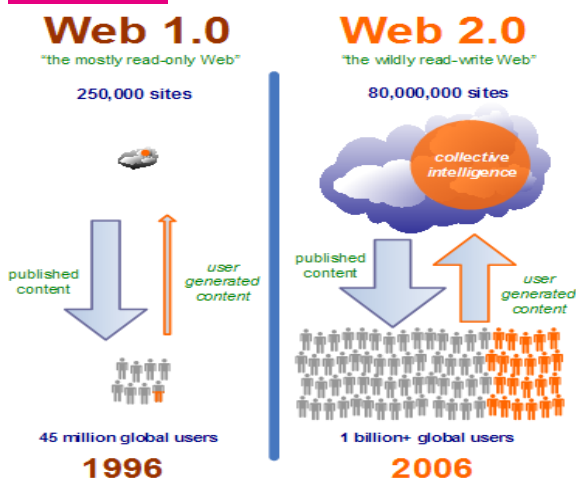 Web 1.0
"the mostly read-only Web"
250,000 sites
published
content
user
generated
content
45 million global users
1996
Web 2.0
"the wildly read-write Web"
80,000,000 sites
collective
intelligence
published
content
user
generated
content
1 billion+ global users
2006